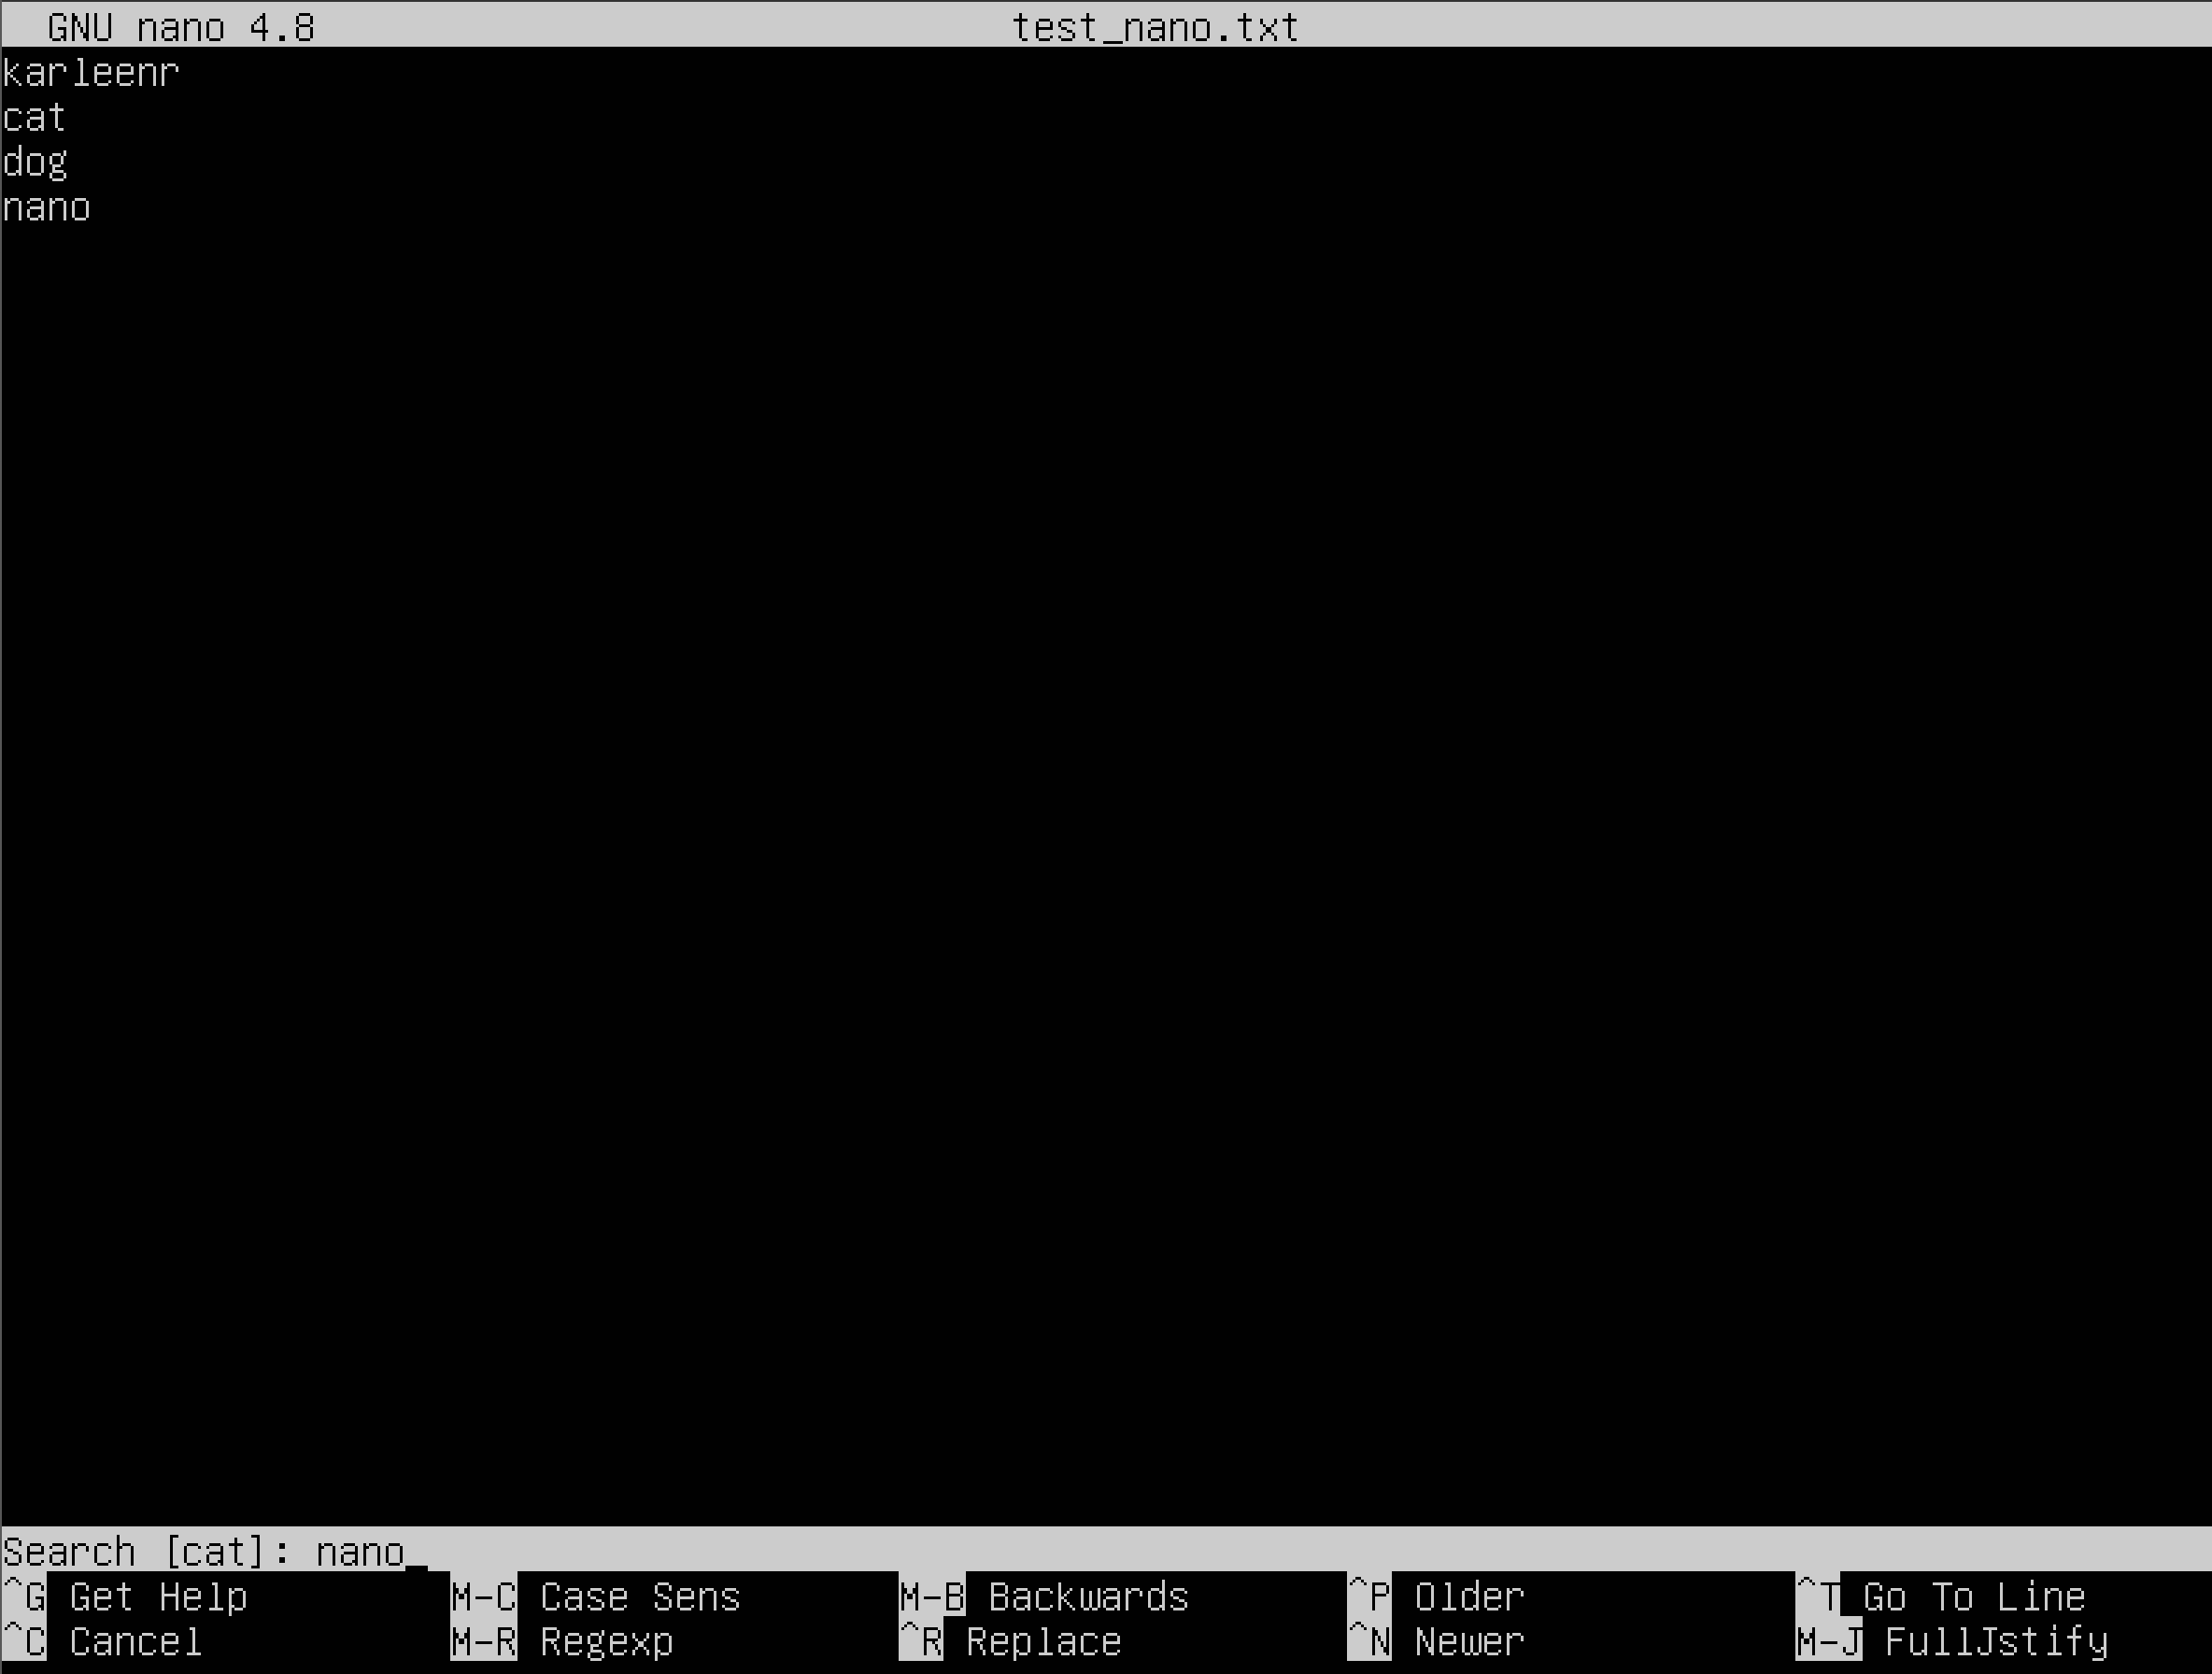 GNU nano 4.8 test_nano.txt
karleenr
cat
dog
nano
Search [cat]: nano_
^G Get Help M-C Case Sens M-B Backwards ^P Older ^T Go To Line
^C Cancel M-R Regexp ^R Replace ^N Newer M-J FullJstify